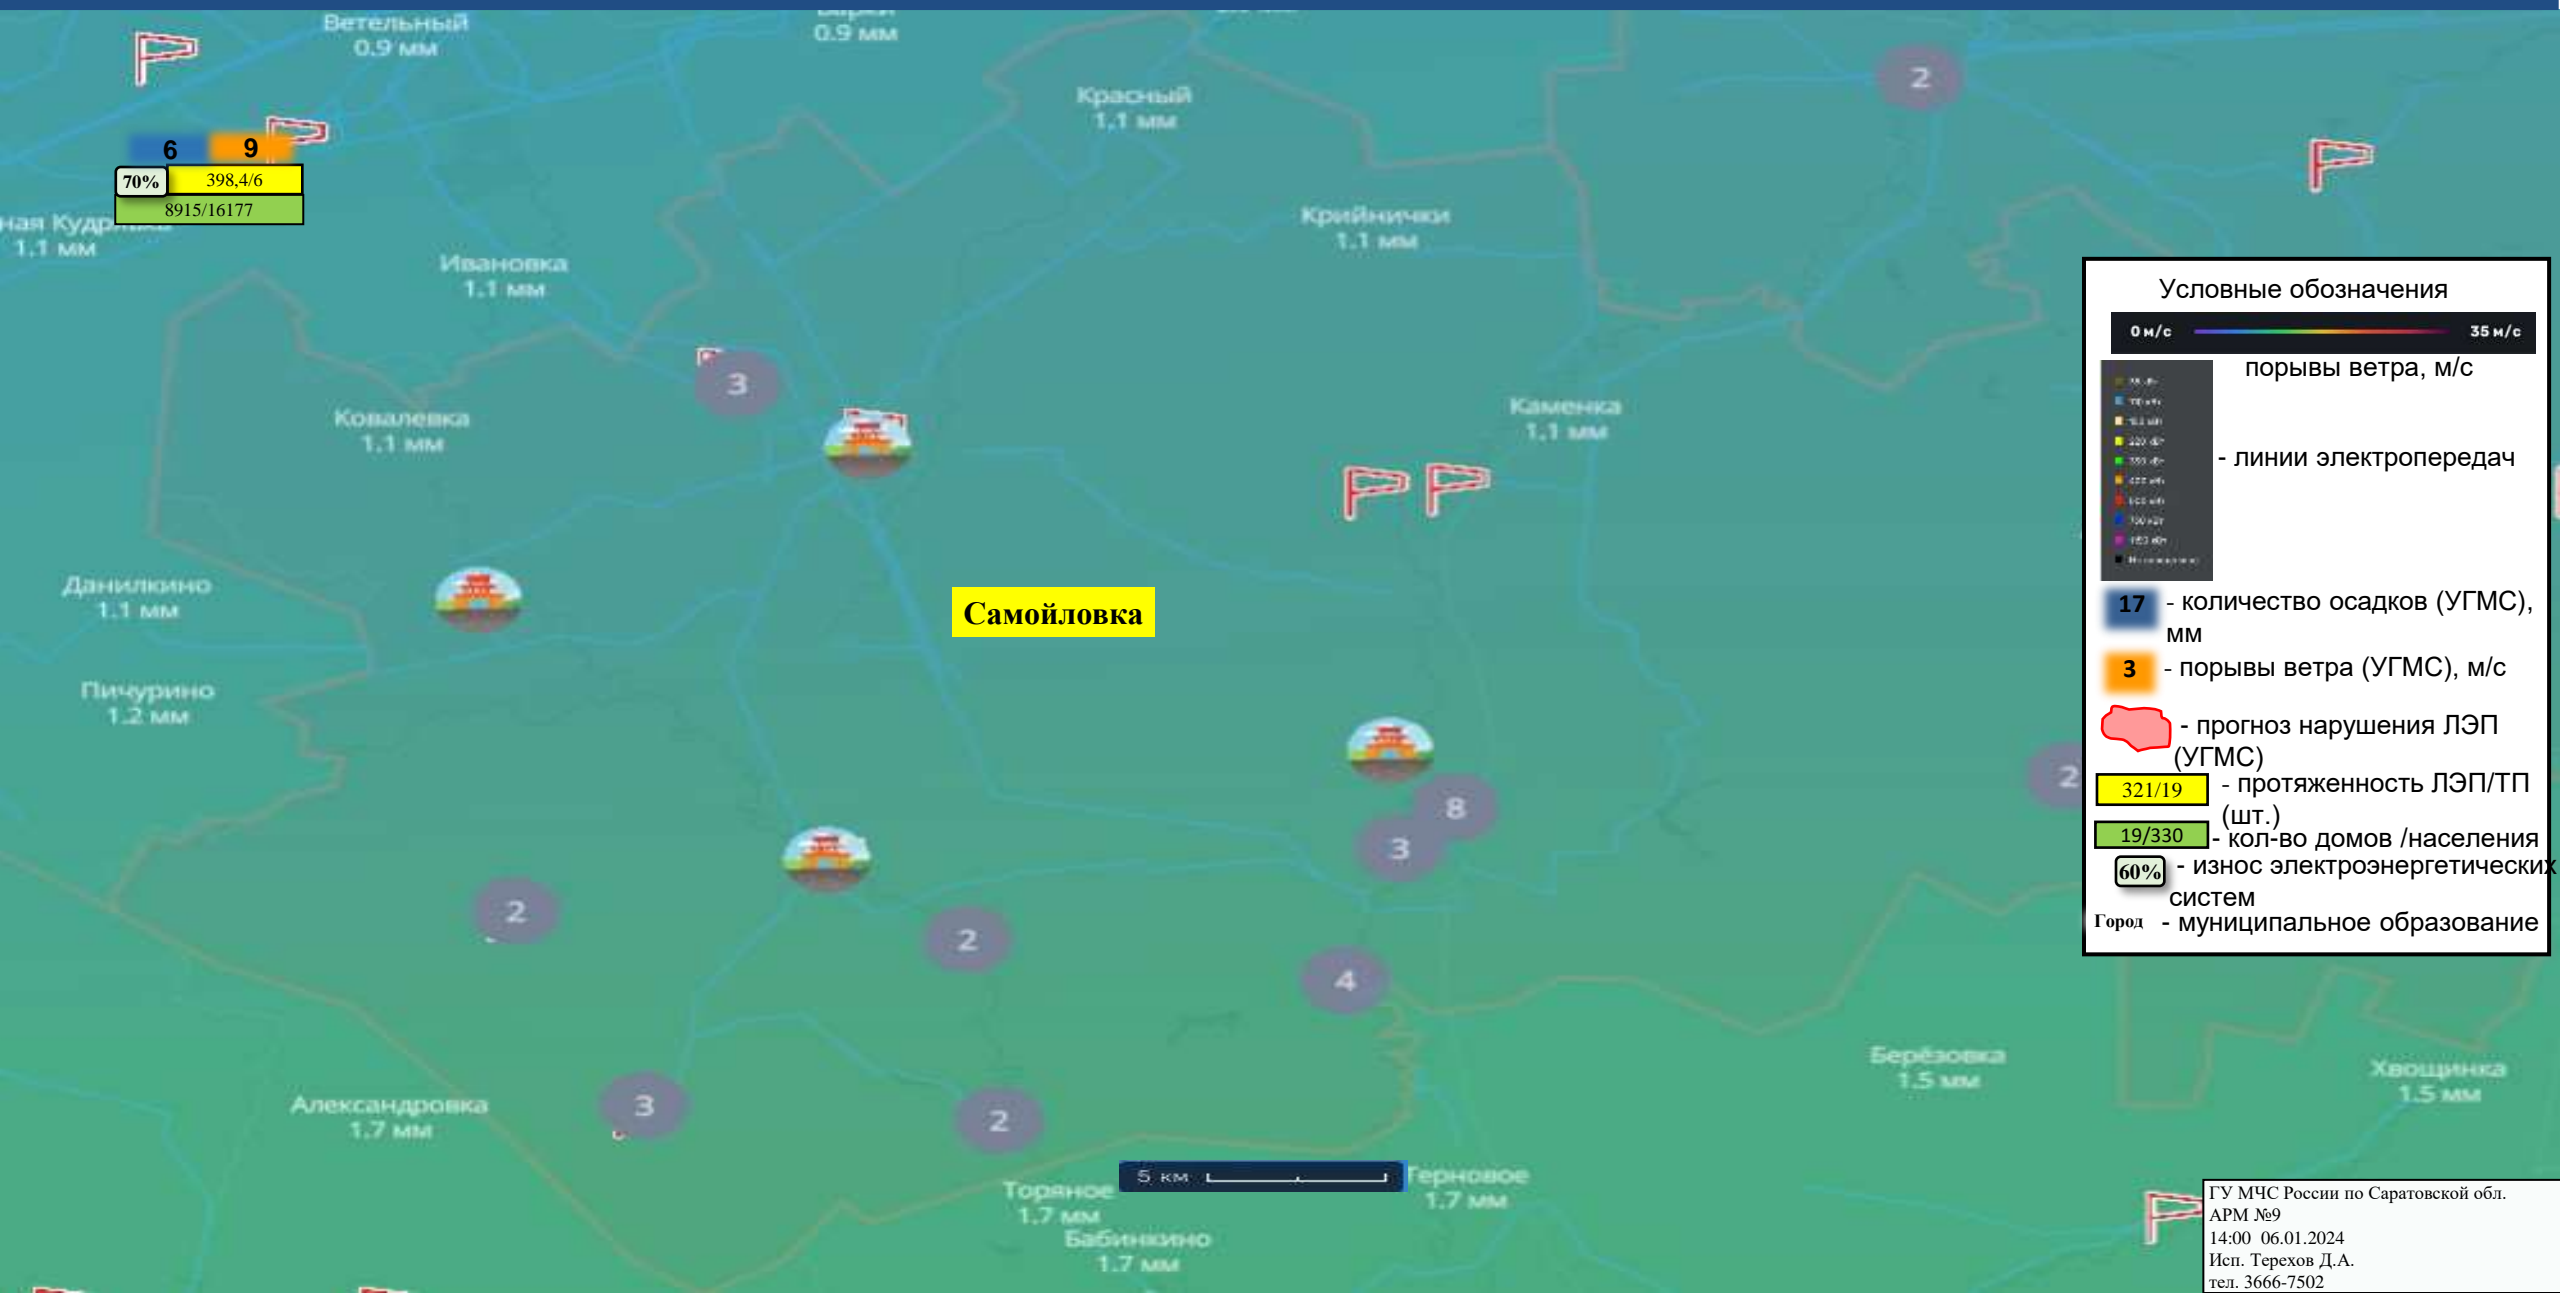 Ветельный
0.9 мм
0.9 мм
Красный
1.1 мм
2
6 9
70% 398,4/6
8915/16177
1.1 мм
Ивановка
1.1 мм
Крийнички
1.1 мм
3
Ковалевка
1.1 мм
Каменка
1.1 мм
Данилкино
1.1 мм
Самойловка
Пичурино
1.2 мм
2
8
3
2
2
4
Александровка
1.7 мм
3
2
Берёзовка
1.5 мм
Хвощинка
1.5 мм
5 км
Торяное
1.7 мм
Терновое
1.7 мм
Бабинкино
1.7 мм
Условные обозначения
0 м/с 35 м/с
порывы ветра, м/с
- линии электропередач
17 - количество осадков (УГМС),
мм
3 - порывы ветра (УГМС), м/с
- прогноз нарушения ЛЭП
(УГМС)
321/19 - протяженность ЛЭП/ТП
(шт.)
19/330 - кол-во домов /населения
60% - износ электроэнергетических
систем
Город - муниципальное образование
ГУ МЧС России по Саратовской обл.
АРМ №9
14:00 06.01.2024
Исп. Терехов Д.А.
тел. 3666-7502